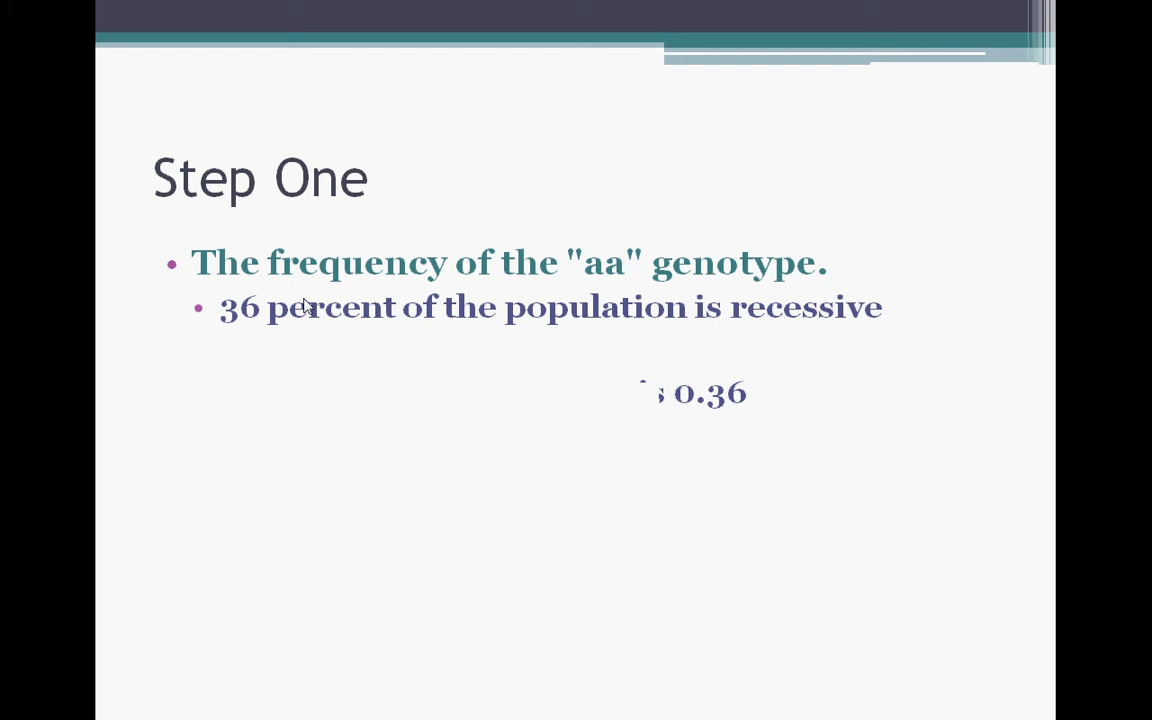 Step One
• The frequency of the "aa" genotype.
• 36 percent of the population is recessive
0.36